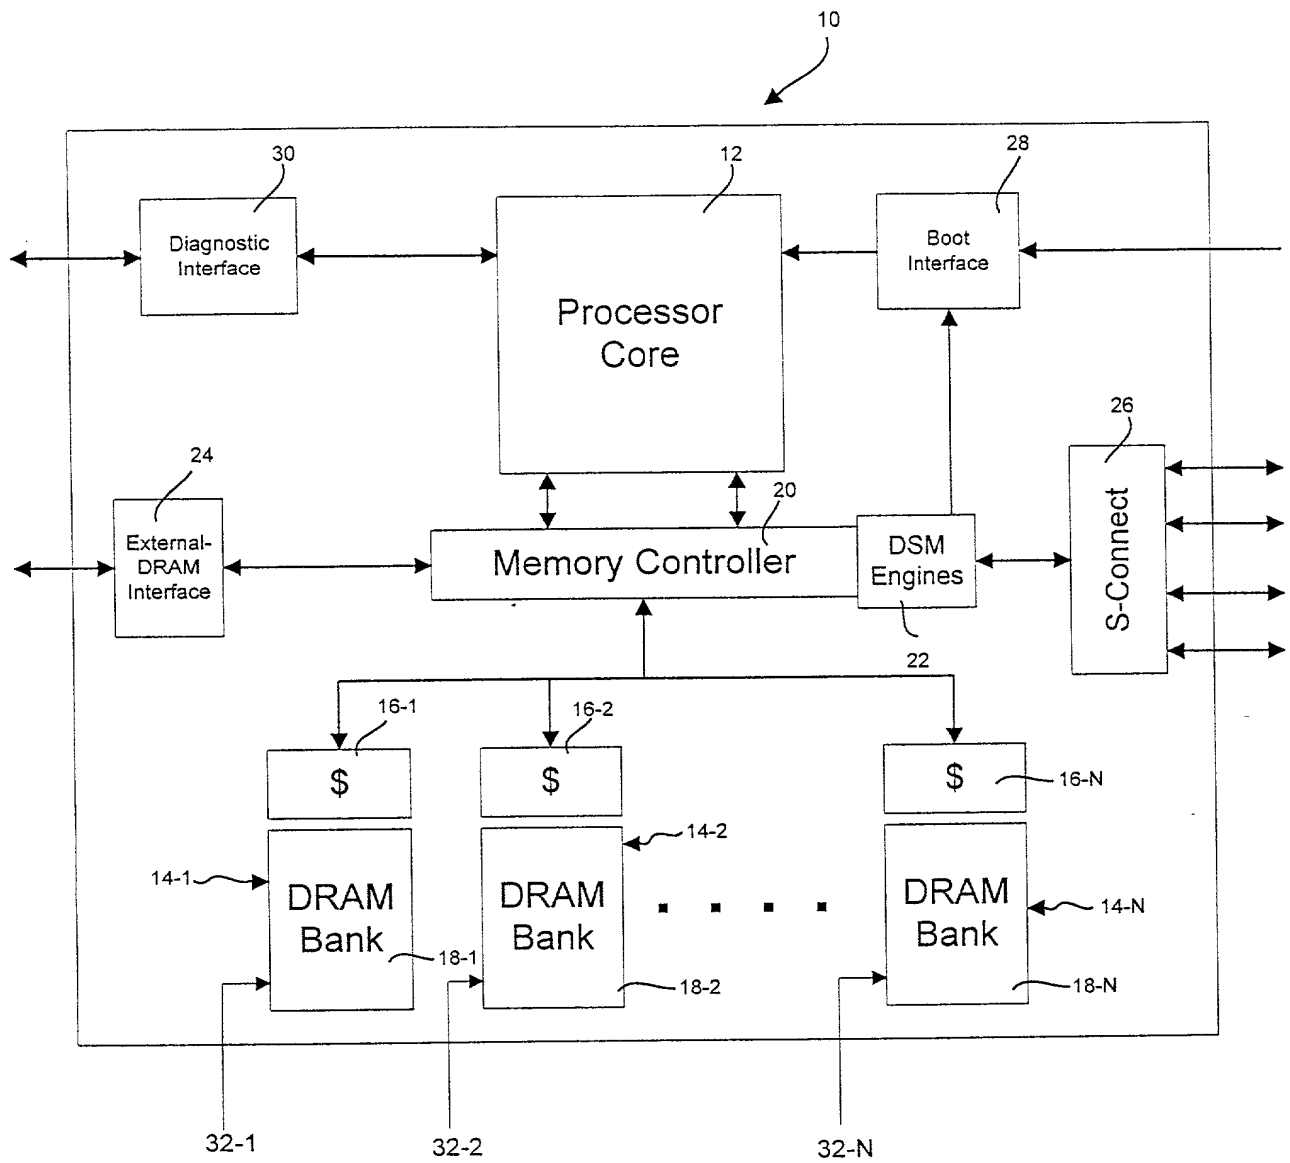 10
30
12
28
Diagnostic
Interface
Boot
Interface
Processor
Core
26
24
20
External-
DRAM
Interface
Memory Controller
DSM
Engines
S-Connect
22
16-1
16-2
$
$
$
16-N
14-1
14-2
14-N
DRAM
Bank
DRAM
Bank
DRAM
Bank
18-1
18-2
18-N
32-1
32-2
32-N